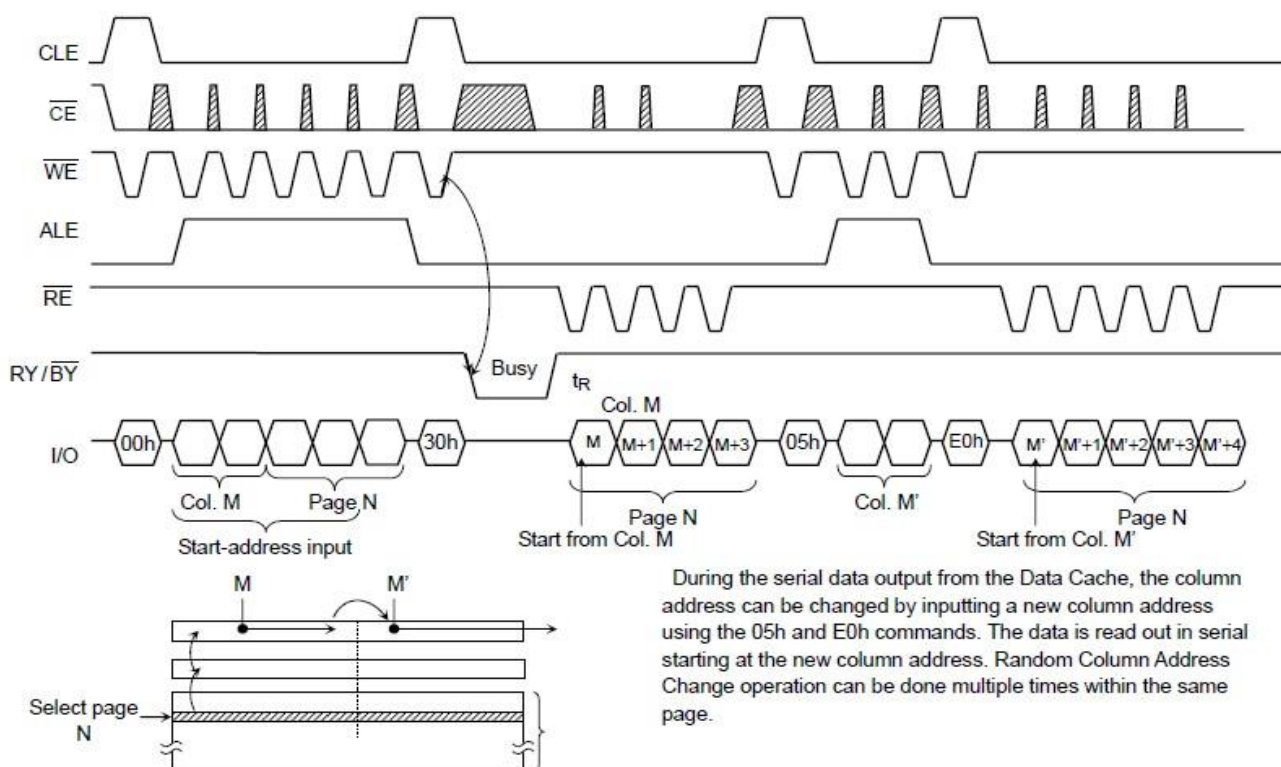 CLE
CE
WE
ALE
RE
RY / BY
Busy
tR
Col. M
I/O
00h
30h
M
M+1
M+2
M+3
05h
E0h
M'
M'+1
M'+2
M'+3
M'+4
Col. M
Page N
Start-address input
Page N
Start from Col. M
Col. M'
Page N
Start from Col. M'
M
M'
Select page
N
During the serial data output from the Data Cache, the column
address can be changed by inputting a new column address
using the 05h and E0h commands. The data is read out in serial
starting at the new column address. Random Column Address
Change operation can be done multiple times within the same
page.